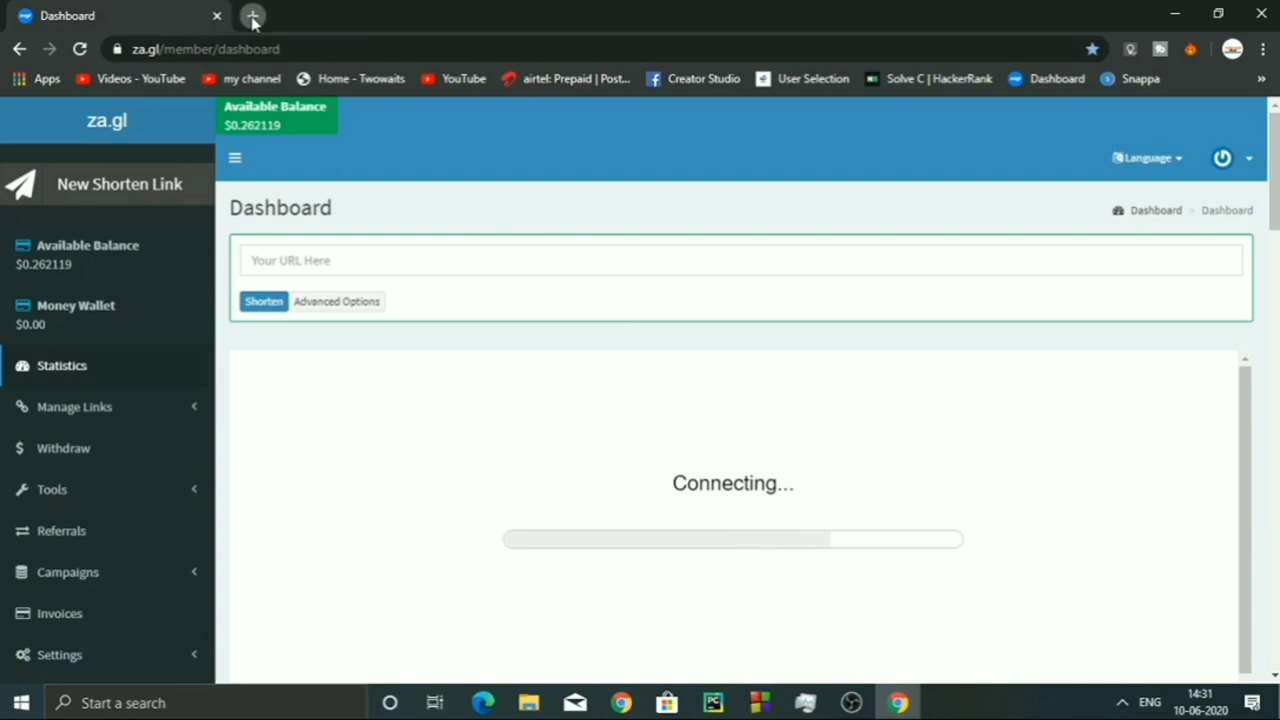 Dashboard
za.gl/member/dashboard
Apps
Videos - YouTube
my channel
Home - Twowaits
YouTube
airtel: Prepaid | Post...
Creator Studio
User Selection
Solve C | HackerRank
Dashboard
Snappa
»
za.gl
Available Balance
$0.262119
Language
New Shorten Link
Dashboard
Dashboard > Dashboard
Available Balance
$0.262119
Your URL Here
Shorten
Advanced Options
Money Wallet
$0.00
Statistics
Manage Links
Withdraw
Connecting...
Tools
Referrals
Campaigns
Invoices
Settings
Start a search
ENG
14:31
10-06-2020